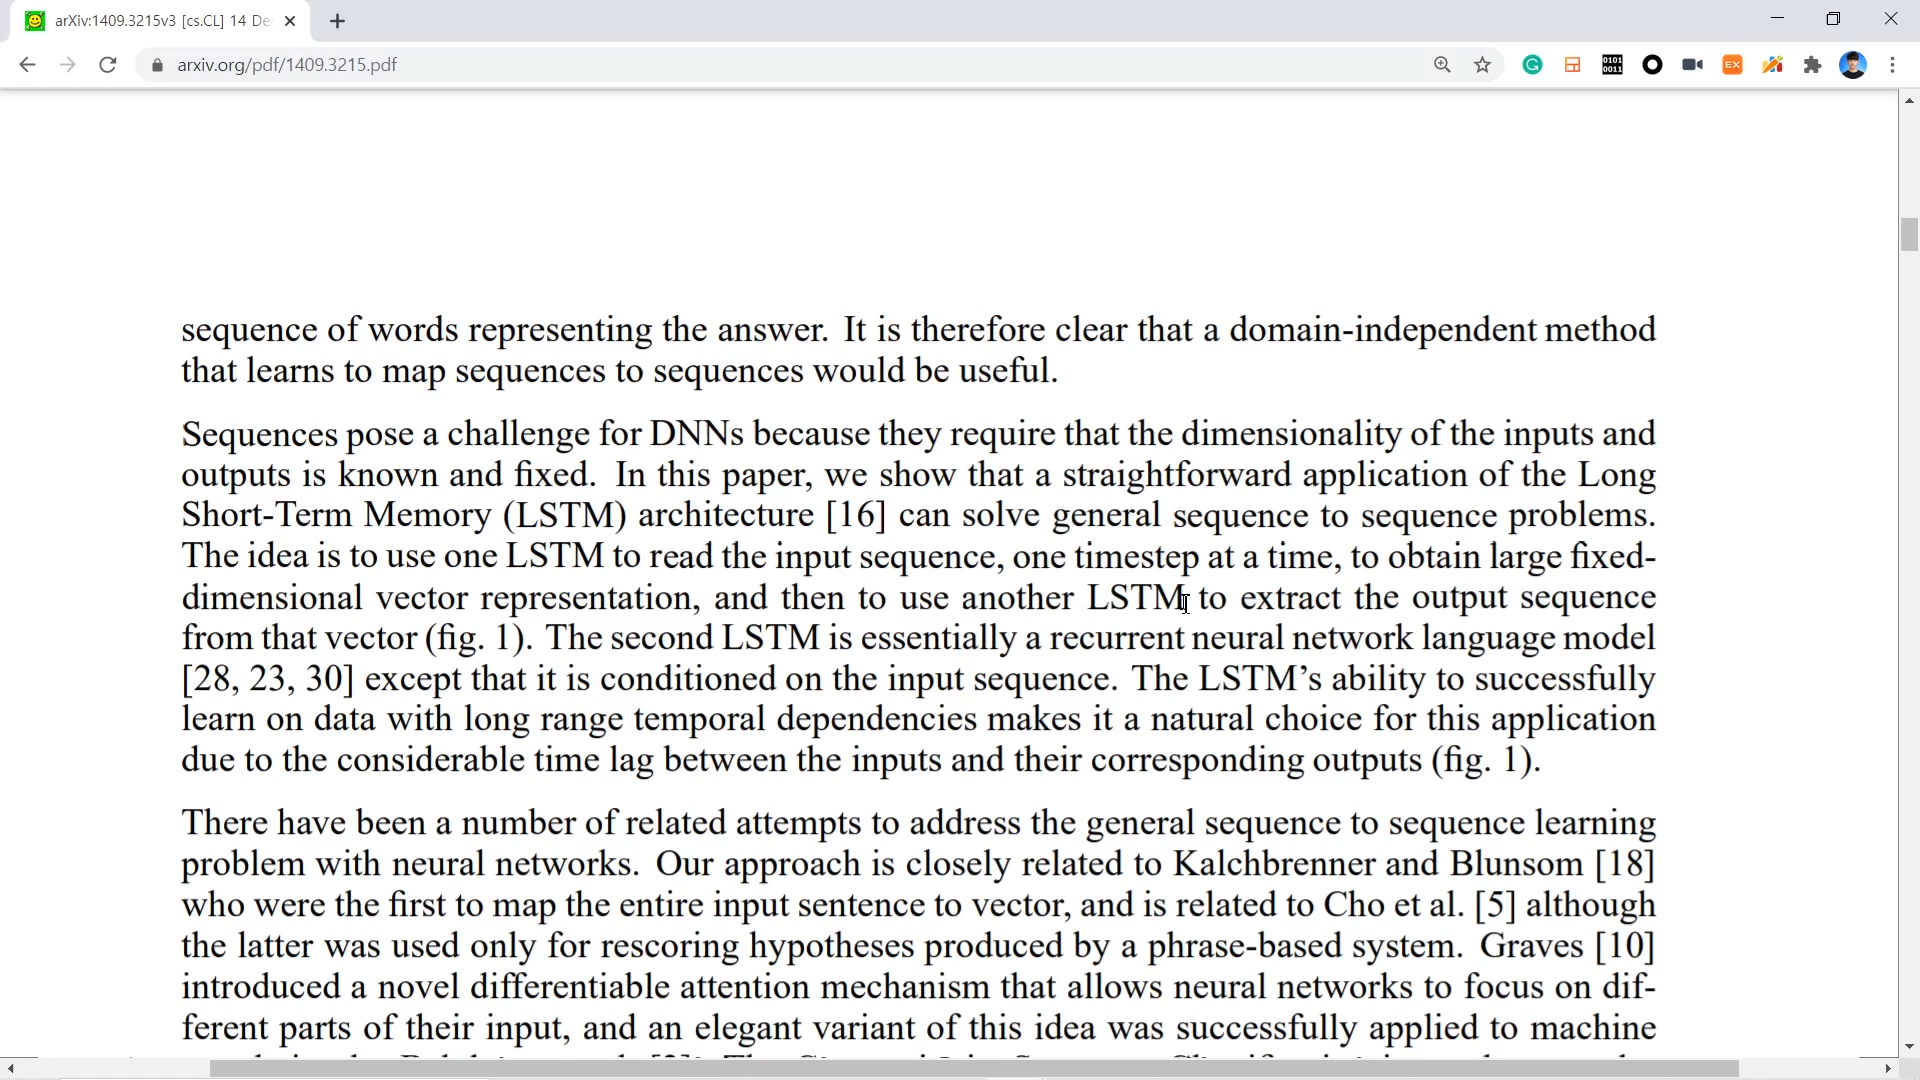 arXiv:1409.3215v3 [cs.CL] 14 De
arxiv.org/pdf/1409.3215.pdf
0101
0011
EX
sequence of words representing the answer. It is therefore clear that a domain-independent method
that learns to map sequences to sequences would be useful.
Sequences pose a challenge for DNNs because they require that the dimensionality of the inputs and
outputs is known and fixed. In this paper, we show that a straightforward application of the Long
Short-Term Memory (LSTM) architecture [16] can solve general sequence to sequence problems.
The idea is to use one LSTM to read the input sequence, one timestep at a time, to obtain large fixed-
dimensional vector representation, and then to use another LSTM to extract the output sequence
from that vector (fig. 1). The second LSTM is essentially a recurrent neural network language model
[28, 23, 30] except that it is conditioned on the input sequence. The LSTM’s ability to successfully
learn on data with long range temporal dependencies makes it a natural choice for this application
due to the considerable time lag between the inputs and their corresponding outputs (fig. 1).
There have been a number of related attempts to address the general sequence to sequence learning
problem with neural networks. Our approach is closely related to Kalchbrenner and Blunsom [18]
who were the first to map the entire input sentence to vector, and is related to Cho et al. [5] although
the latter was used only for rescoring hypotheses produced by a phrase-based system. Graves [10]
introduced a novel differentiable attention mechanism that allows neural networks to focus on dif-
ferent parts of their input, and an elegant variant of this idea was successfully applied to machine